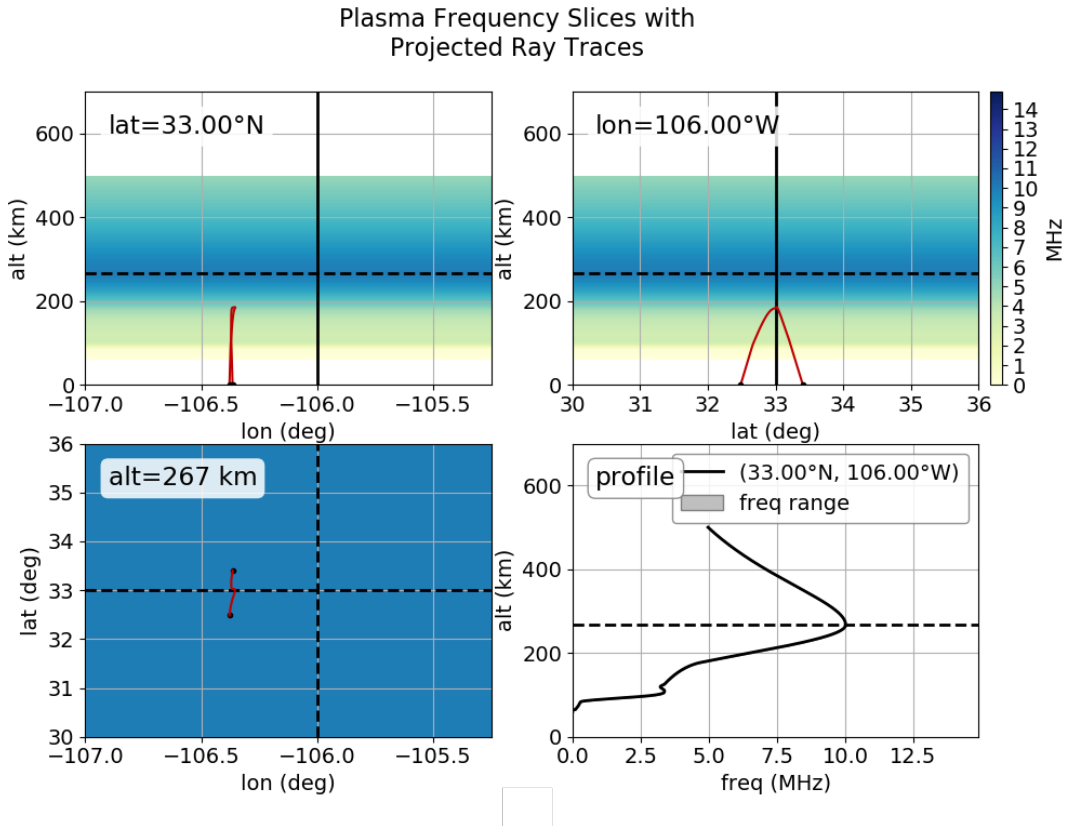 Plasma Frequency Slices with
Projected Ray Traces
lat=33.00°N
alt (km)
600
400
200
0
−107.0 −106.5 −106.0 −105.5
lon (deg)
lon=106.00°W
alt (km)
600
400
200
0
30 31 32 33 34 35 36
lat (deg)
14
13
12
11
10
9
8
7
6
5
4
3
2
1
0
MHz
alt=267 km
lat (deg)
36
35
34
33
32
31
30
−107.0 −106.5 −106.0 −105.5
lon (deg)
profile
(33.00°N, 106.00°W)
freq range
alt (km)
600
400
200
0
0.0 2.5 5.0 7.5 10.0 12.5
freq (MHz)